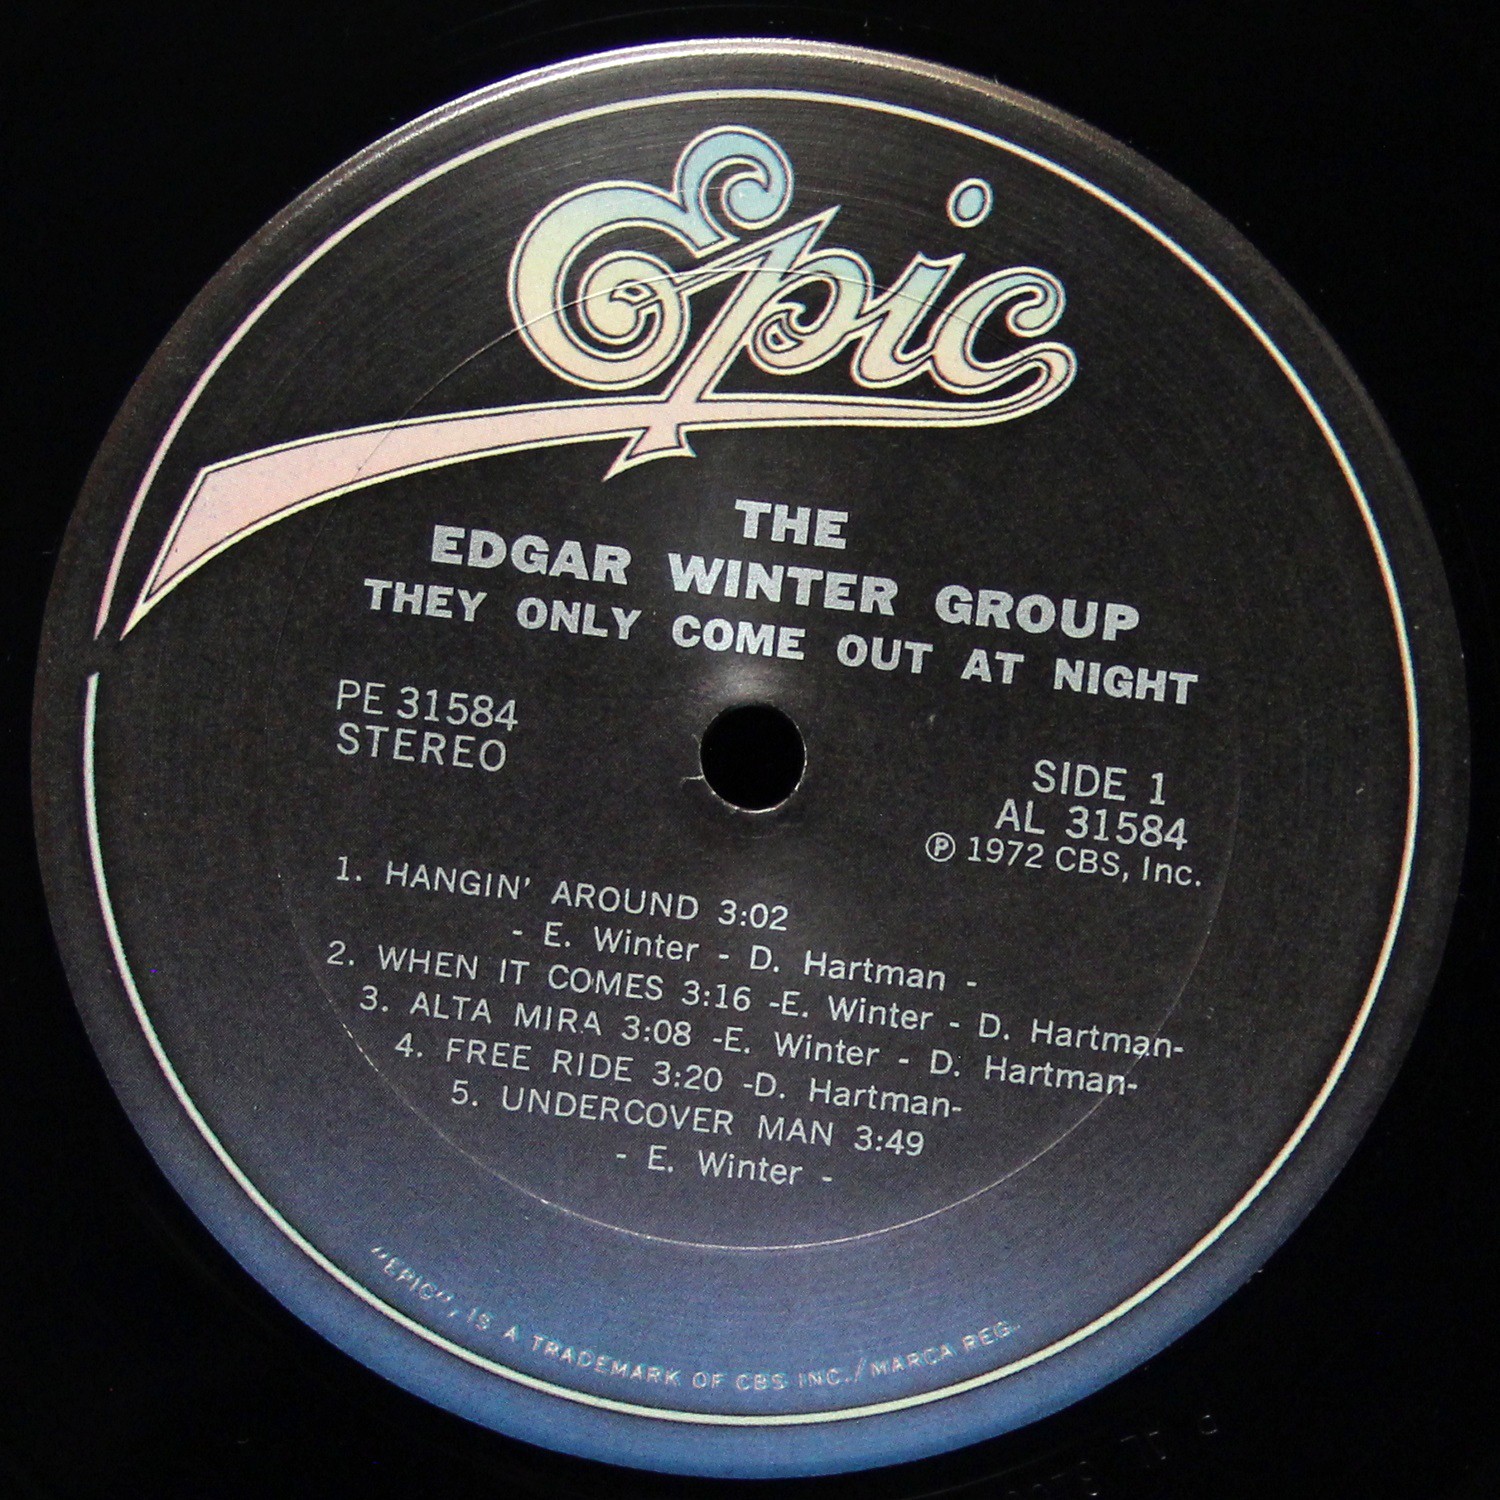 Epic
THE
EDGAR WINTER GROUP
THEY ONLY COME OUT AT NIGHT
PE 31584
STEREO
SIDE 1
AL 31584
℗ 1972 CBS, Inc.
1. HANGIN' AROUND 3:02
- E. Winter - D. Hartman -
2. WHEN IT COMES 3:16 -E. Winter - D. Hartman-
3. ALTA MIRA 3:08 -E. Winter - D. Hartman-
4. FREE RIDE 3:20 -D. Hartman-
5. UNDERCOVER MAN 3:49
- E. Winter -
"EPIC", IS A TRADEMARK OF CBS INC./MARCA REG.